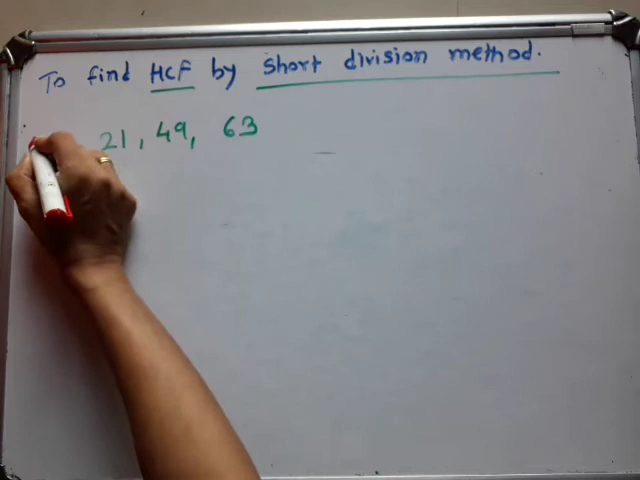 To find HCF by Short division method.
21, 49, 63